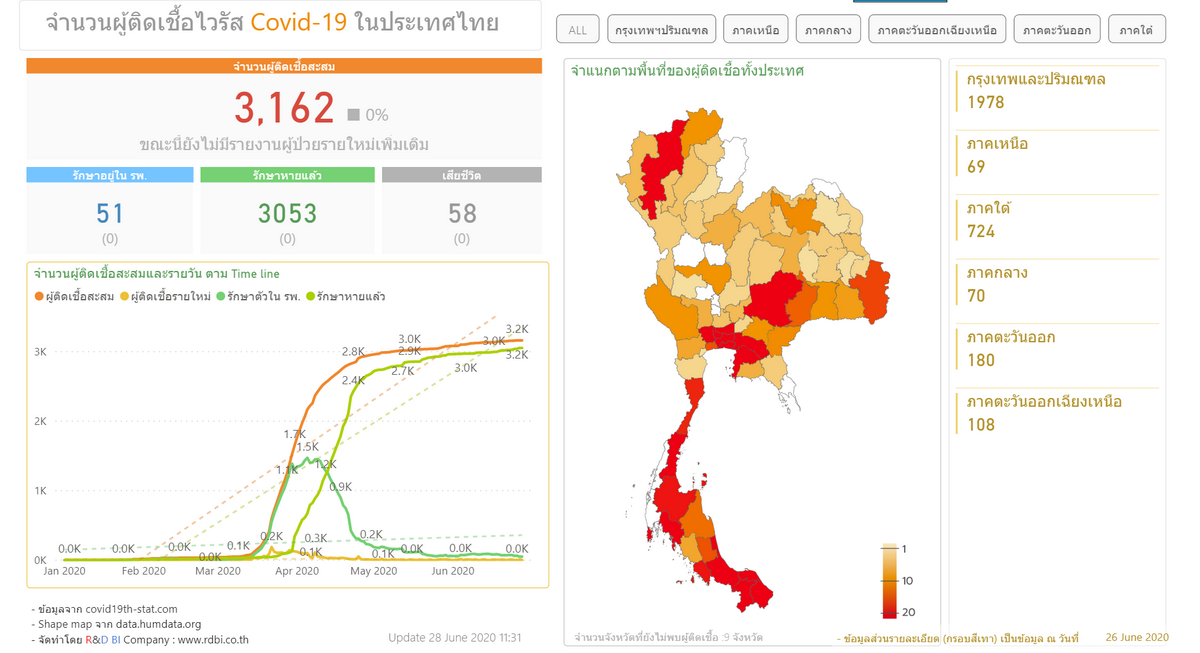 จำนวนผู้ติดเชื้อไวรัส Covid-19 ในประเทศไทย
จำนวนผู้ติดเชื้อสะสม
3,162 0%
ขณะนี้ยังไม่มีรายงานผู้ป่วยรายใหม่เพิ่มเติม
รักษาอยู่ใน รพ.
51
(0)
รักษาหายแล้ว
3053
(0)
เสียชีวิต
58
(0)
จำนวนผู้ติดเชื้อสะสมและรายวัน ตาม Time line
ผู้ติดเชื้อสะสม ผู้ติดเชื้อรายใหม่ รักษาตัวใน รพ. รักษาหายแล้ว
3K
2K
1K
0K
0.0K 0.0K 0.0K 0.0K 0.1K 0.2K 0.3K 0.1K 0.2K 0.1K 0.0K 0.0K 0.0K
1.1K 1.7K 1.5K 1.2K 0.9K
2.8K 2.4K 3.0K 2.9K 2.7K 3.0K 3.0K 3.2K 3.2K
Jan 2020 Feb 2020 Mar 2020 Apr 2020 May 2020 Jun 2020
- ข้อมูลจาก covid19th-stat.com
- Shape map จาก data.humdata.org
- จัดทำโดย R&D BI Company : www.rdbi.co.th
Update 28 June 2020 11:31
ALL
กรุงเทพฯปริมณฑล
ภาคเหนือ
ภาคกลาง
ภาคตะวันออกเฉียงเหนือ
ภาคตะวันออก
ภาคใต่
จำแนกตามพื้นที่ของผู้ติดเชื้อทั้งประเทศ
1
10
20
จำนวนจังหวัดที่ยังไม่พบผู้ติดเชื้อ :9 จังหวัด
กรุงเทพและปริมณฑล
1978
ภาคเหนือ
69
ภาคใต้
724
ภาคกลาง
70
ภาคตะวันออก
180
ภาคตะวันออกเฉียงเหนือ
108
- ข้อมูลส่วนรายละเอียด (กรอบสีเทา) เป็นข้อมูล ณ วันที่ 26 June 2020